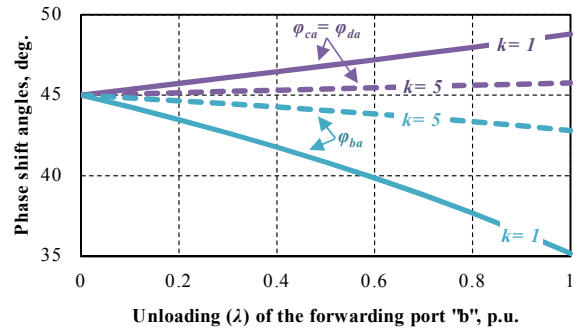 Phase shift angles, deg.
50
45
40
35
φca= φda
k= 1
k= 5
k= 5
φba
k= 1
0
0.2
0.4
0.6
0.8
1
Unloading (λ) of the forwarding port "b", p.u.